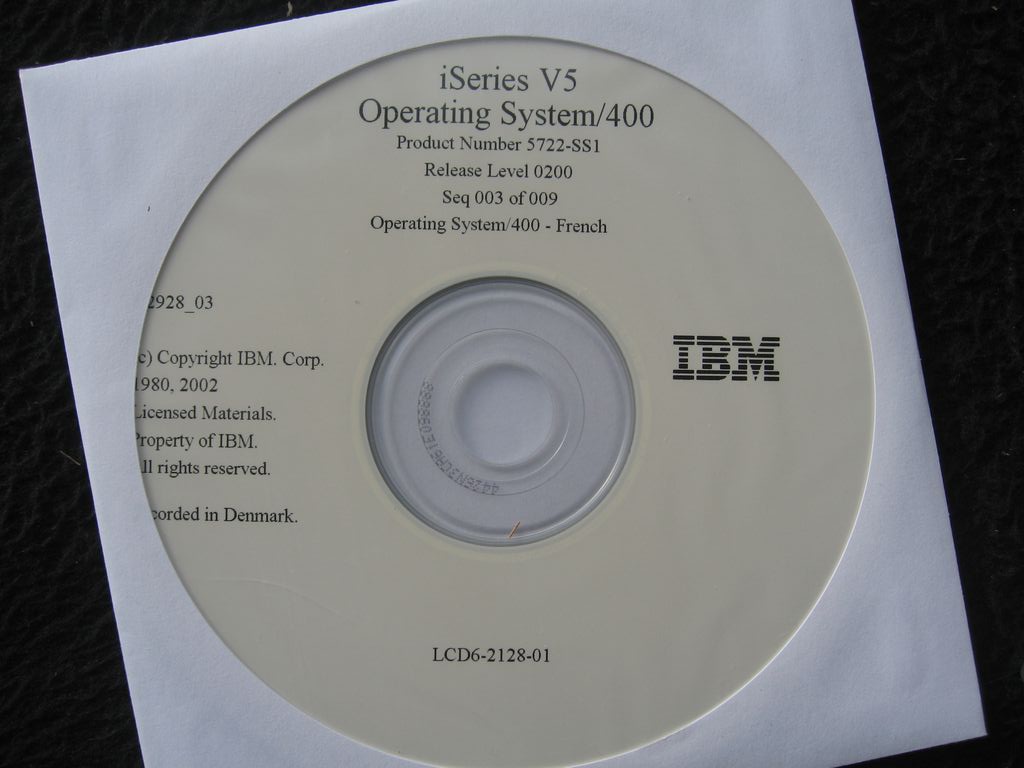 iSeries V5
Operating System/400
Product Number 5722-SS1
Release Level 0200
Seq 003 of 009
Operating System/400 - French
2928_03
c) Copyright IBM. Corp.
1980, 2002
Licensed Materials.
Property of IBM.
ll rights reserved.
corded in Denmark.
IBM
LCD6-2128-01